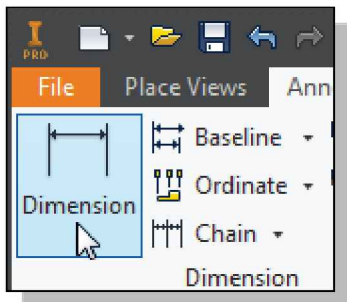 PRO
File Place Views Ann
Baseline
Ordinate
Dimension
Chain
Dimension